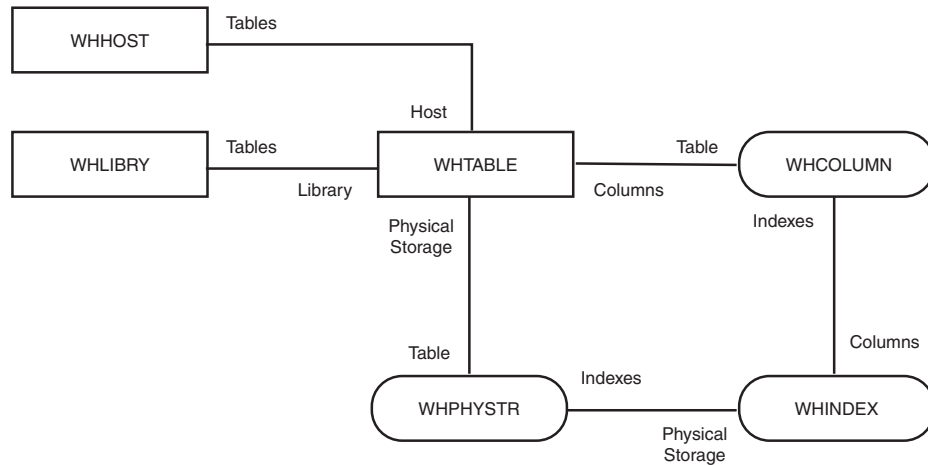 Tables
WHHOST
Host
Tables
WHLIBRY
Library
WHTABLE
Table
Columns
WHCOLUMN
Physical
Storage
Indexes
Table
Columns
Indexes
WHPHYSTR
WHINDEX
Physical
Storage